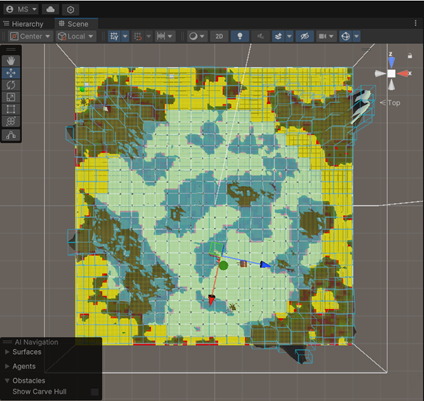 MS
Hierarchy
Scene
Center
Local
2D
z
x
Top
AI Navigation
Surfaces
Agents
Obstacles
Show Carve Hull